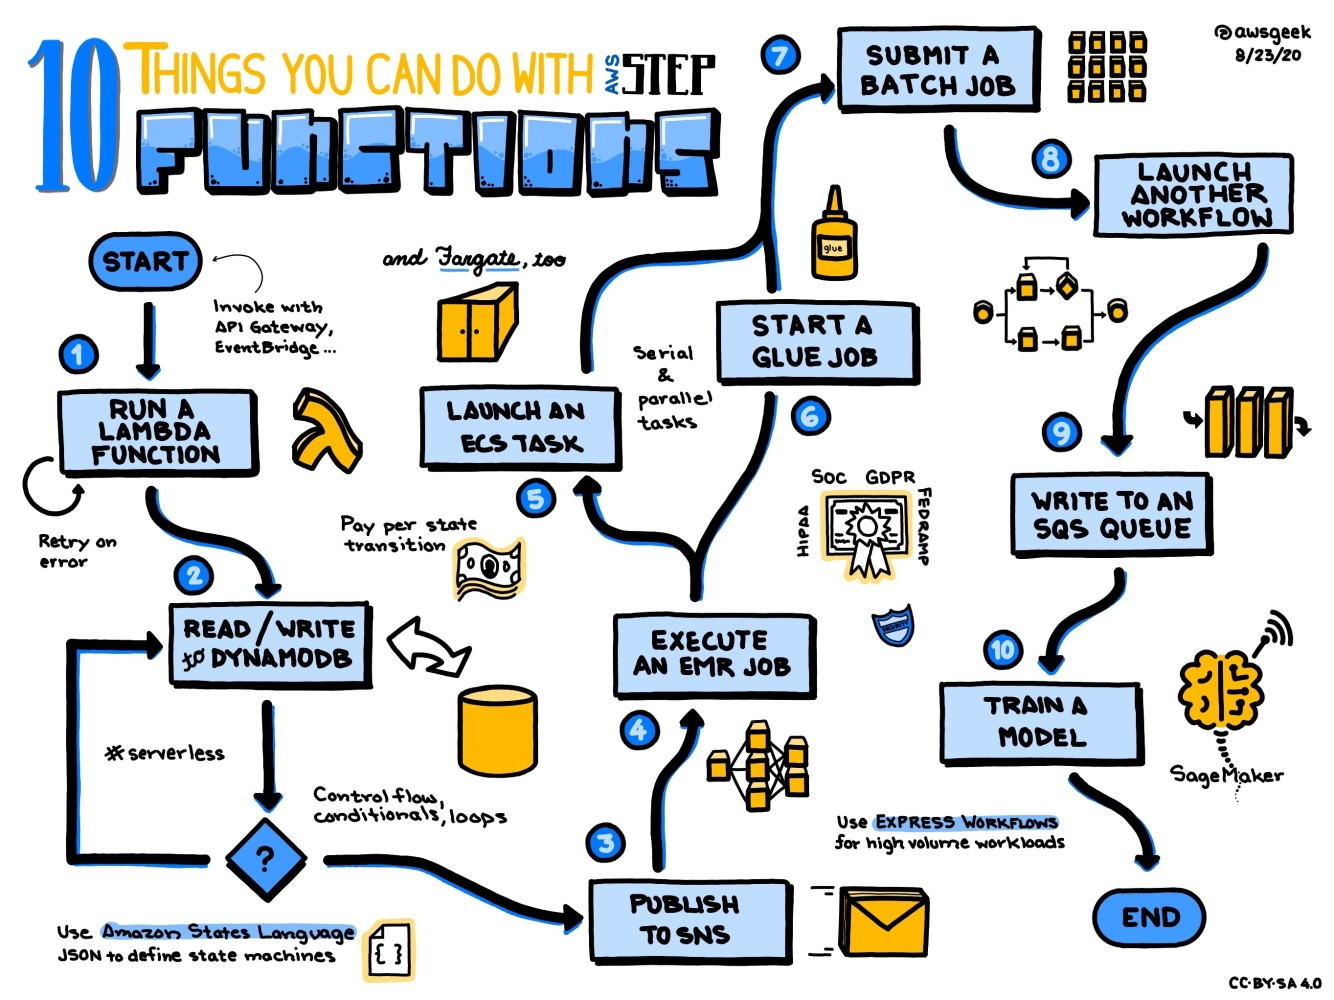 10 THINGS YOU CAN DO WITH AWS STEP
FUNCTIONS
@awsgeek
8/23/20
START
Invoke with
API Gateway,
EventBridge...
1
RUN A
LAMBDA
FUNCTION
Retry on
error
2
READ/WRITE
to DYNAMODB
Pay per state
transition
#serverless
Control flow,
conditionals, loops
?
Use Amazon States Language
JSON to define state machines
{ }
3
PUBLISH
TO SNS
4
EXECUTE
AN EMR JOB
5
LAUNCH AN
ECS TASK
and Fargate, too
Serial
&
parallel
tasks
6
START A
GLUE JOB
glue
SOC GDPR
HIPAA
FEDRAMP
SECURITY
7
SUBMIT A
BATCH JOB
8
LAUNCH
ANOTHER
WORKFLOW
9
WRITE TO AN
SQS QUEUE
10
TRAIN A
MODEL
SageMaker
Use EXPRESS WORKFLOWS
for high volume workloads
END
CC-BY-SA 4.0